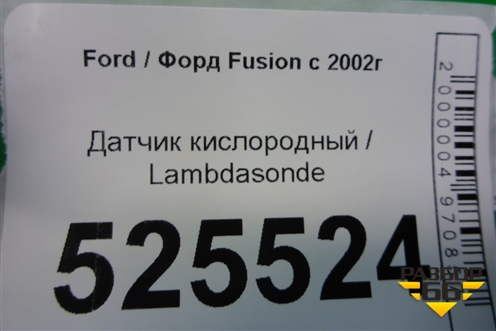 Ford / Форд Fusion с 2002г
Датчик кислородный /
Lambdasonde
525524
2000004970
РАЗБОР
66